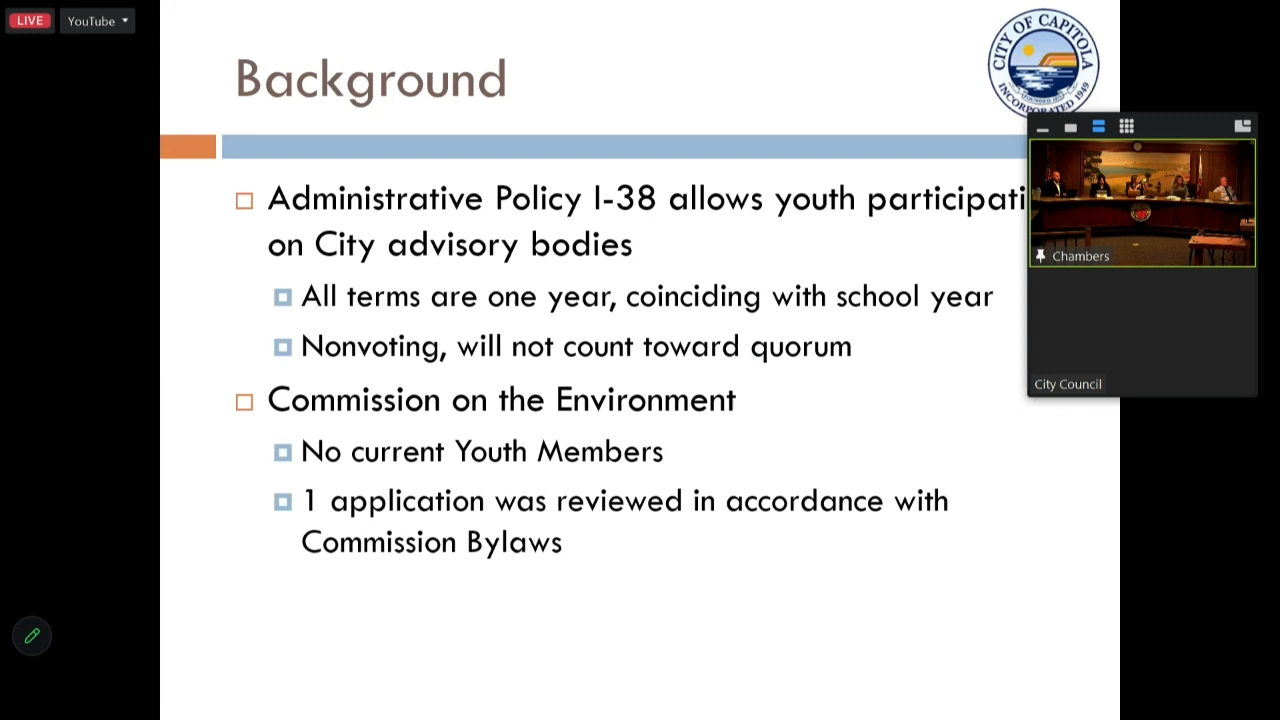 LIVE
YouTube
Background
CITY OF CAPITOLA
INCORPORATED 1949
Administrative Policy I-38 allows youth participati
on City advisory bodies
All terms are one year, coinciding with school year
Nonvoting, will not count toward quorum
Commission on the Environment
No current Youth Members
1 application was reviewed in accordance with
Commission Bylaws
Chambers
City Council